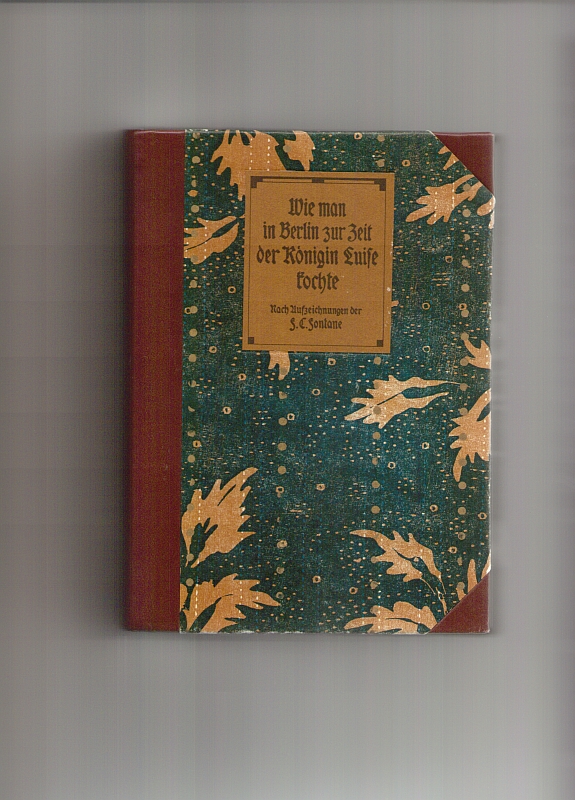 Wie man
in Berlin zur Zeit
der Königin Luise
kochte
Nach Aufzeichnungen der
F. C. Fontane